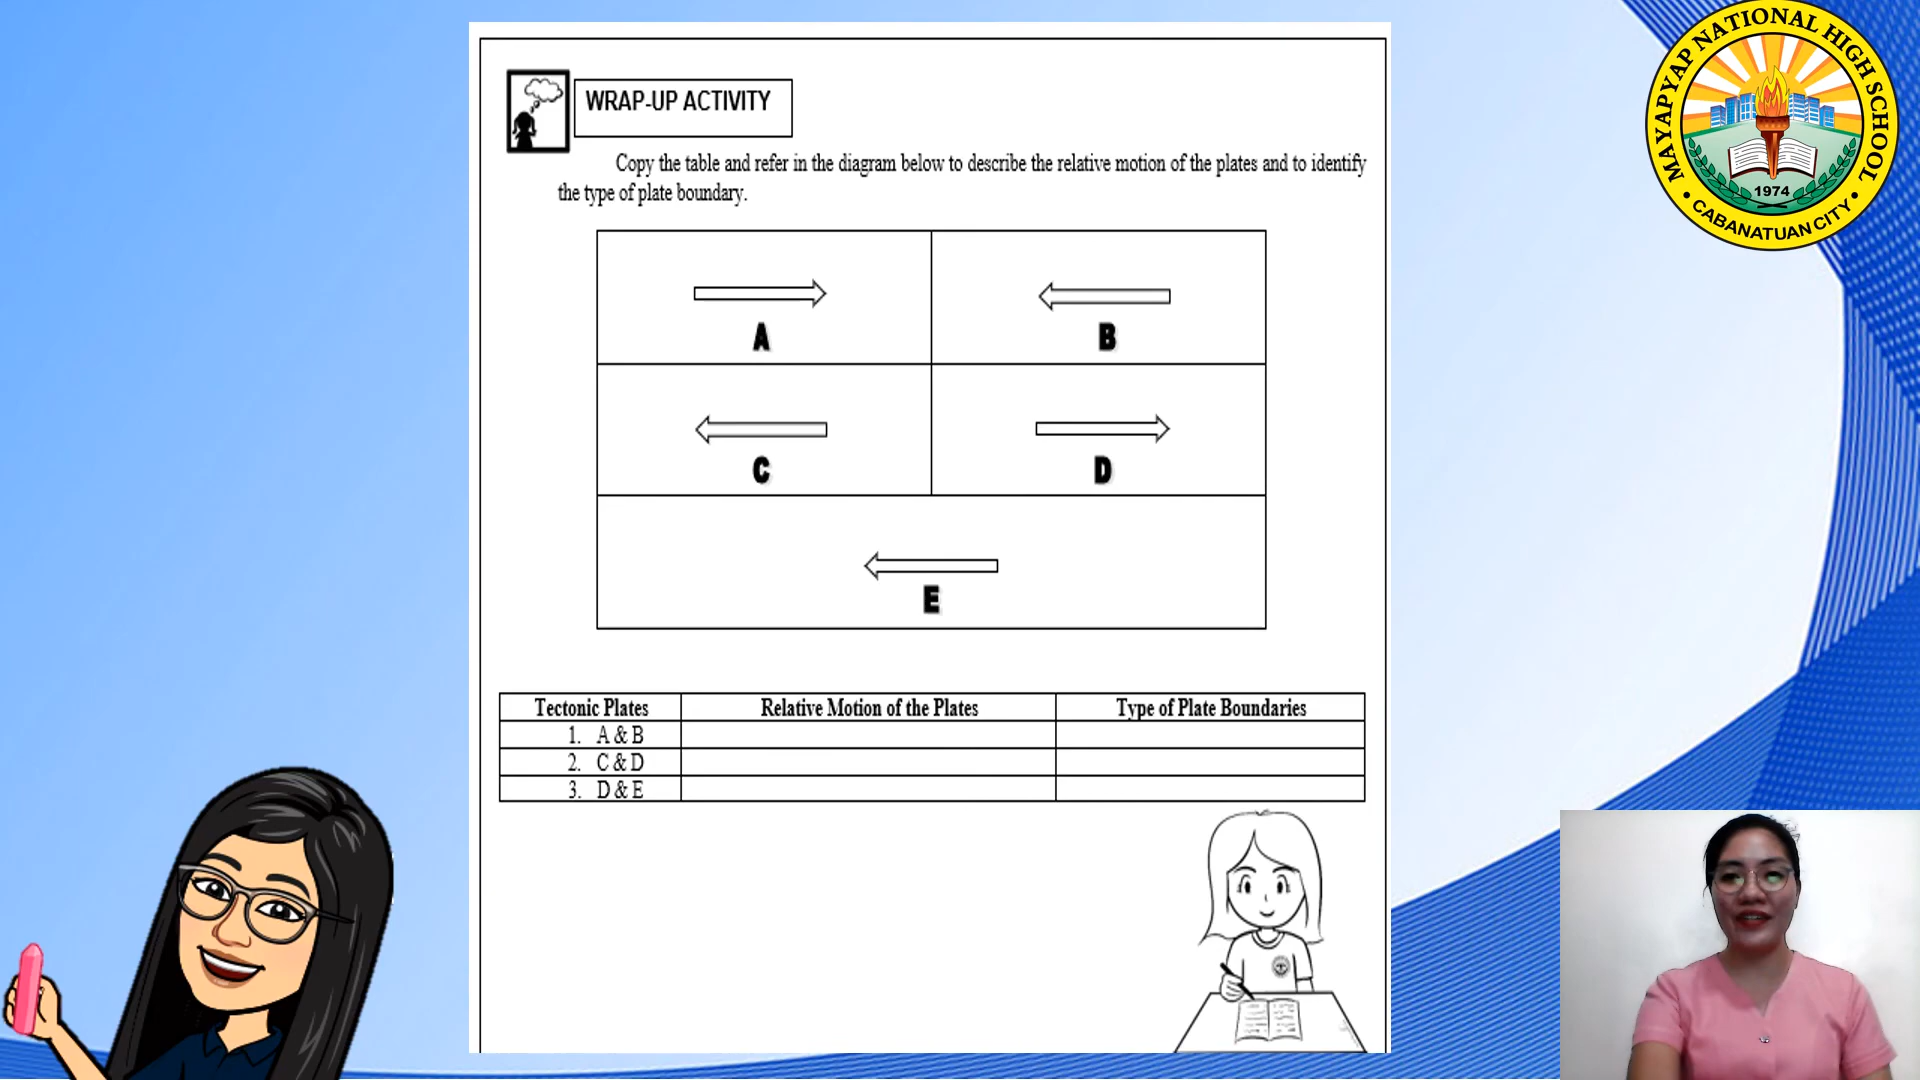 MAYAPYAP NATIONAL HIGH SCHOOL
1974
• CABANATUAN CITY •
WRAP-UP ACTIVITY
Copy the table and refer in the diagram below to describe the relative motion of the plates and to identify
the type of plate boundary.
A B
C D
E
Tectonic Plates Relative Motion of the Plates Type of Plate Boundaries
1. A & B
2. C & D
3. D & E